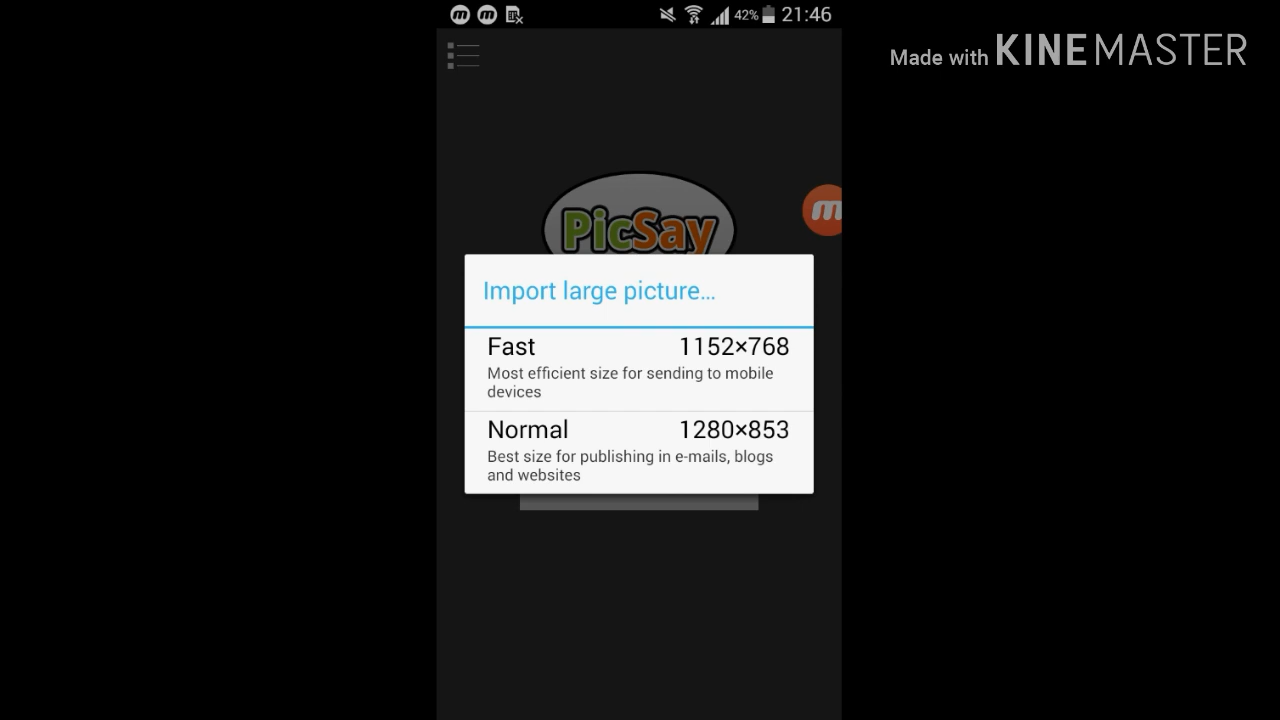 42% 21:46
Made with KINEMASTER
PicSay
Import large picture...
Fast 1152×768
Most efficient size for sending to mobile
devices
Normal 1280×853
Best size for publishing in e-mails, blogs
and websites